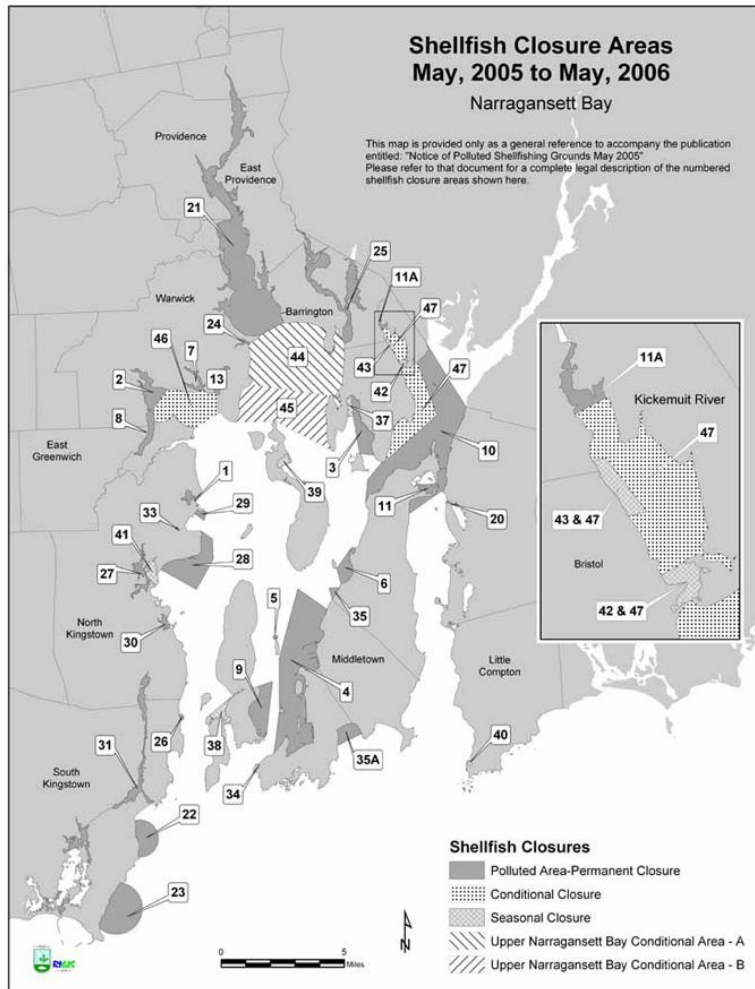 Shellfish Closure Areas
May, 2005 to May, 2006
Narragansett Bay
This map is provided only as a general reference to accompany the publication
entitled: "Notice of Polluted Shellfishing Grounds May 2005"
Please refer to that document for a complete legal description of the numbered
shellfish closure areas shown here.
Providence
East
Providence
21
25
11A
Warwick
Barrington
47
24
46
7
44
43
2
13
42
47
45
37
8
10
East
Greenwich
3
1
39
11
29
20
33
41
28
27
6
5
35
North
Kingstown
30
Middletown
Little
Compton
9
4
26
38
40
31
35A
34
South
Kingstown
22
23
11A
Kickemuit River
47
43 & 47
Bristol
42 & 47
Shellfish Closures
Polluted Area-Permanent Closure
Conditional Closure
Seasonal Closure
Upper Narragansett Bay Conditional Area - A
Upper Narragansett Bay Conditional Area - B
N
0 5
Miles